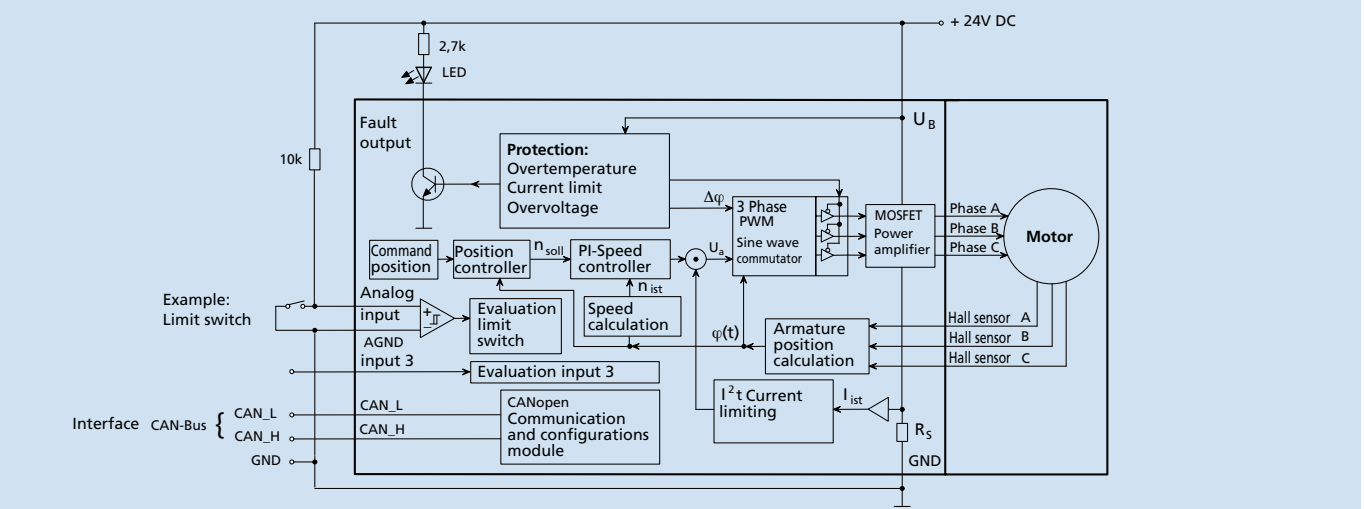 + 24V DC
2,7k
LED
10k
Fault
output
U_B
Protection:
Overtemperature
Current limit
Overvoltage
Δφ
3 Phase
PWM
Sine wave
commutator
MOSFET
Power
amplifier
Phase A
Phase B
Phase C
Motor
Command
position
Position
controller
n_soll
PI-Speed
controller
U_a
n_ist
Example:
Limit switch
Analog
input
+
–
AGND
Evaluation
limit
switch
Speed
calculation
φ(t)
Armature
position
calculation
Hall sensor A
Hall sensor B
Hall sensor C
input 3
Evaluation input 3
I²t Current
limiting
I_ist
R_S
GND
Interface CAN-Bus {
CAN_L
CAN_H
GND
CAN_L
CAN_H
CANopen
Communication
and configurations
module